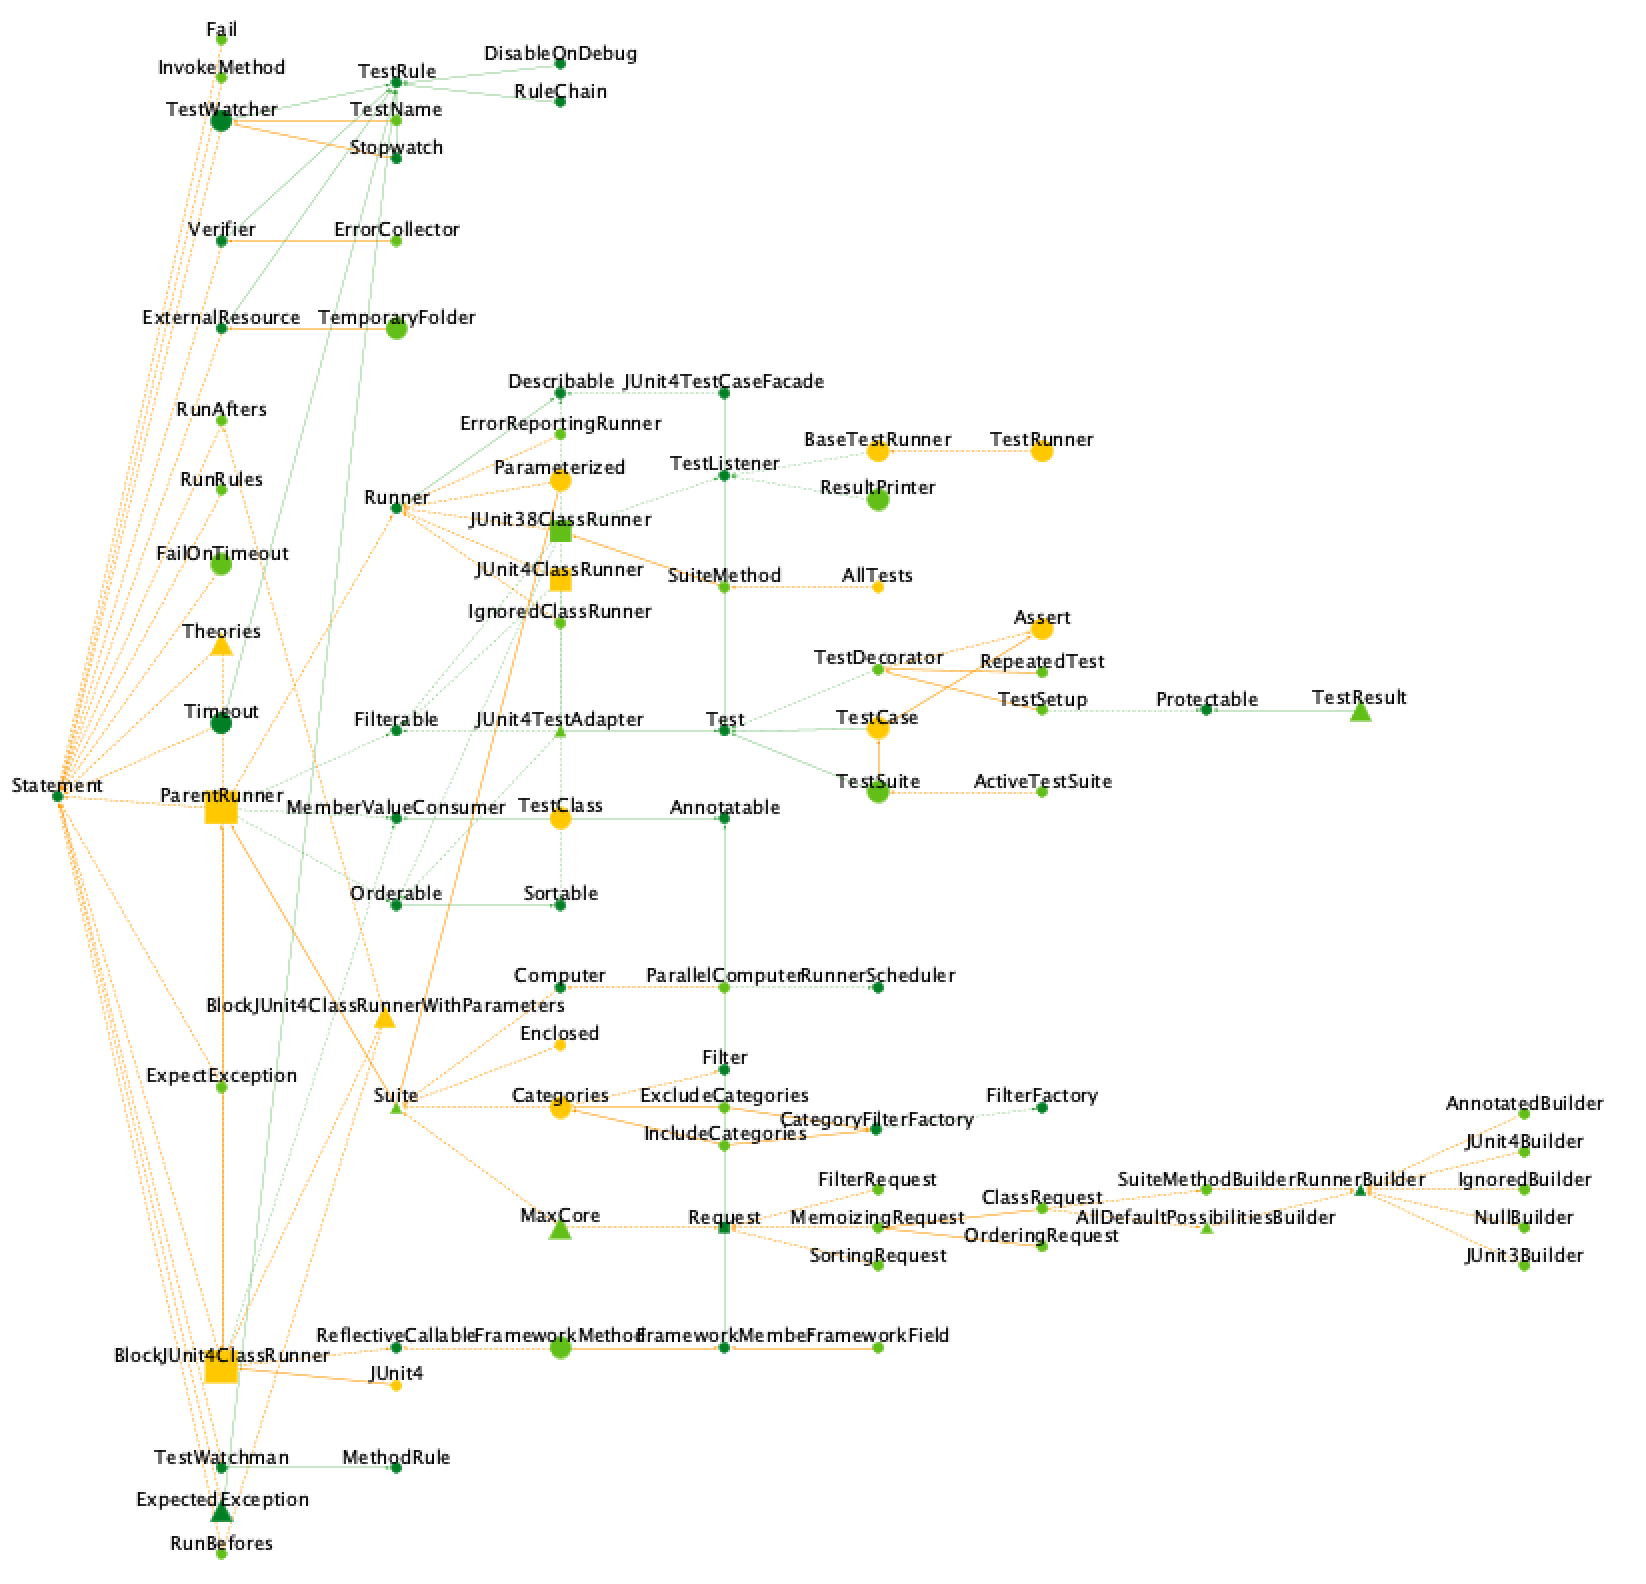 Fail
InvokeMethod
TestWatcher
TestRule
TestName
Stopwatch
DisableOnDebug
RuleChain
Verifier
ErrorCollector
ExternalResource
TemporaryFolder
RunAfters
RunRules
FailOnTimeout
Theories
Timeout
Statement
ParentRunner
Runner
Describable
JUnit4TestCaseFacade
ErrorReportingRunner
Parameterized
JUnit38ClassRunner
JUnit4ClassRunner
IgnoredClassRunner
TestListener
BaseTestRunner
TestRunner
ResultPrinter
SuiteMethod
AllTests
Assert
TestDecorator
RepeatedTest
TestSetup
Protectable
TestResult
Filterable
JUnit4TestAdapter
Test
TestCase
TestSuite
ActiveTestSuite
MemberValueConsumer
TestClass
Annotatable
Orderable
Sortable
Computer
ParallelComputer
RunnerScheduler
BlockJUnit4ClassRunnerWithParameters
Enclosed
ExpectException
Suite
Filter
Categories
ExcludeCategories
IncludeCategories
CategoryFilterFactory
FilterFactory
MaxCore
Request
FilterRequest
MemoizingRequest
SortingRequest
ClassRequest
OrderingRequest
SuiteMethodBuilder
RunnerBuilder
AllDefaultPossibilitiesBuilder
AnnotatedBuilder
JUnit4Builder
IgnoredBuilder
NullBuilder
JUnit3Builder
BlockJUnit4ClassRunner
ReflectiveCallable
FrameworkMethod
FrameworkMember
FrameworkField
JUnit4
TestWatchman
MethodRule
ExpectedException
RunBefores